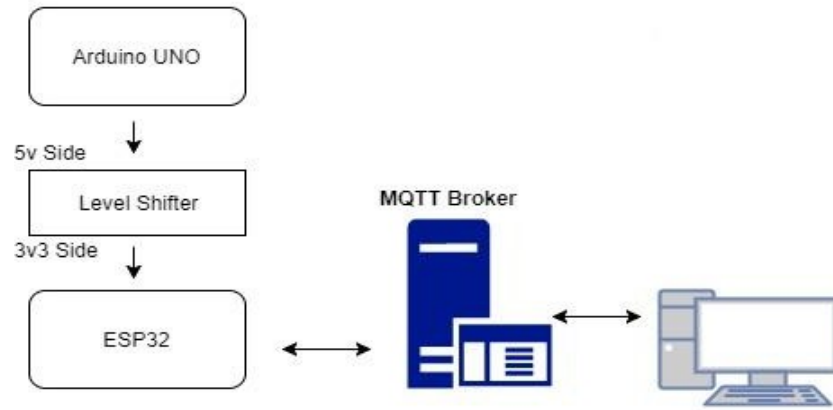 Arduino UNO
5v Side
Level Shifter
3v3 Side
ESP32
MQTT Broker